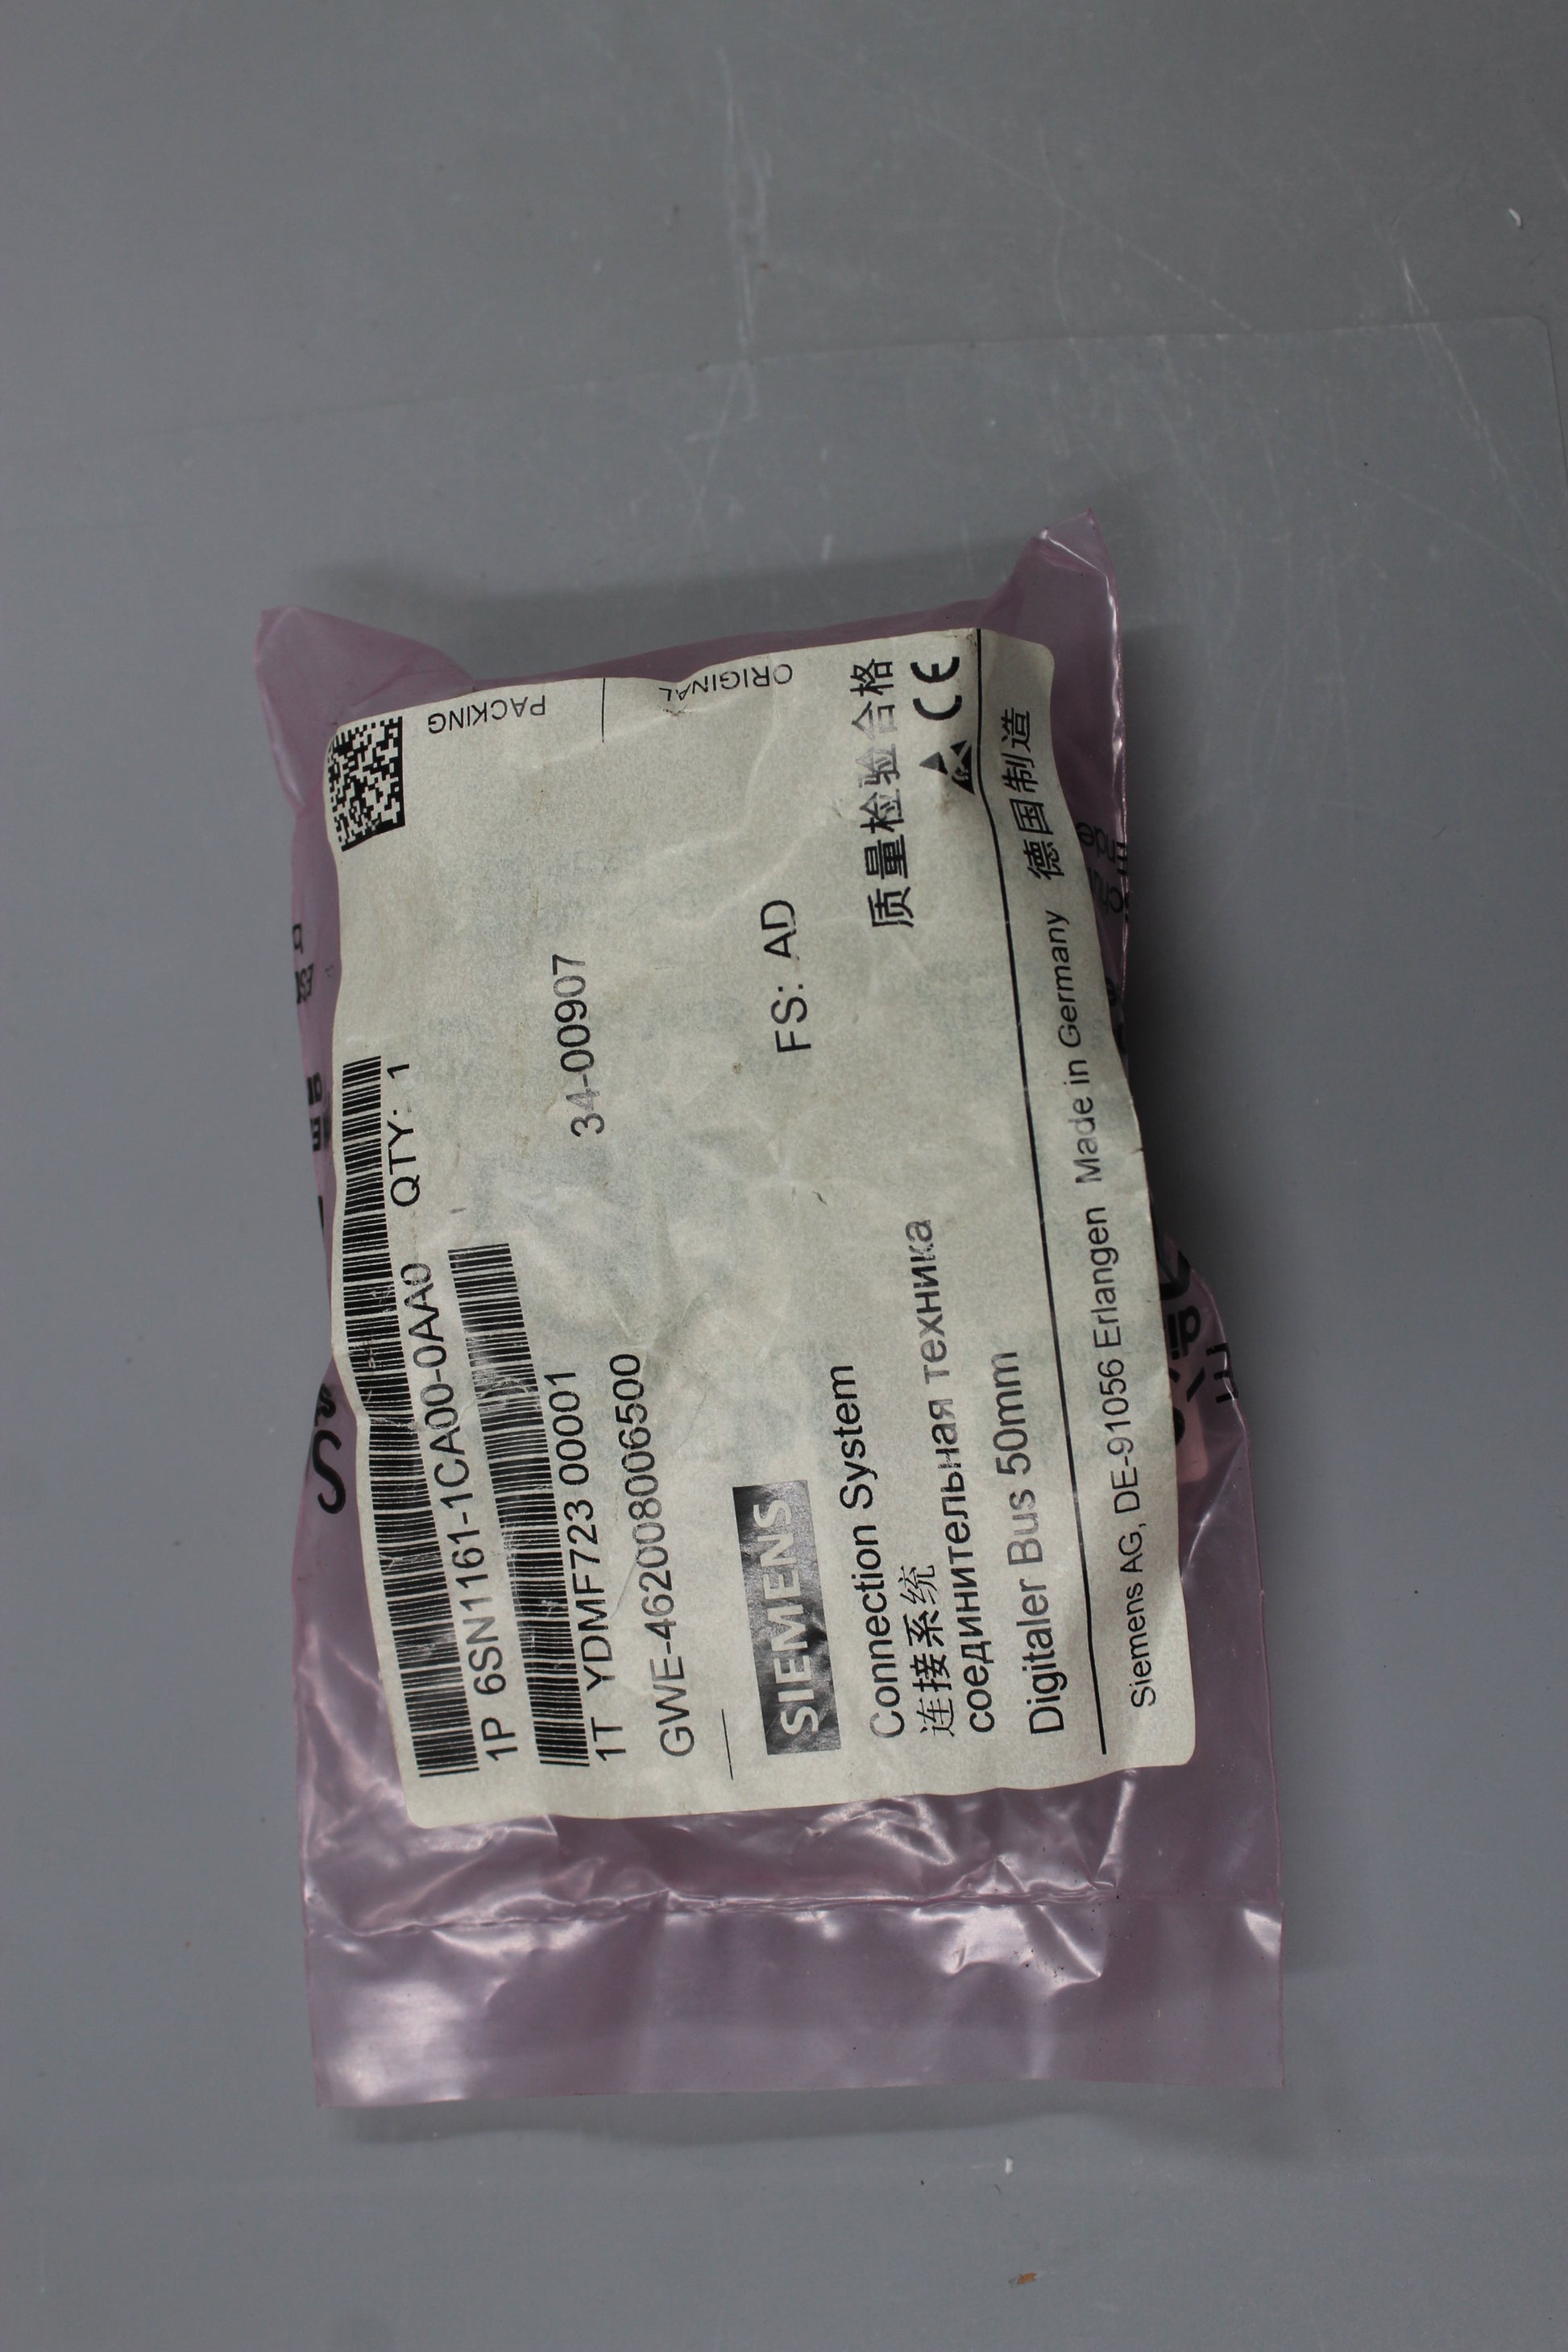 1P 6SN1161-1CA00-0AA0 QTY: 1
1T YDMF723 00001
GWE-462008006500
34-00907
SIEMENS
FS: AD
Connection System
连接系统
соединительная техника
Digitaler Bus 50mm
质量检验合格
CE
Siemens AG, DE-91056 Erlangen Made in Germany 德国制造
ORIGINAL
PACKING